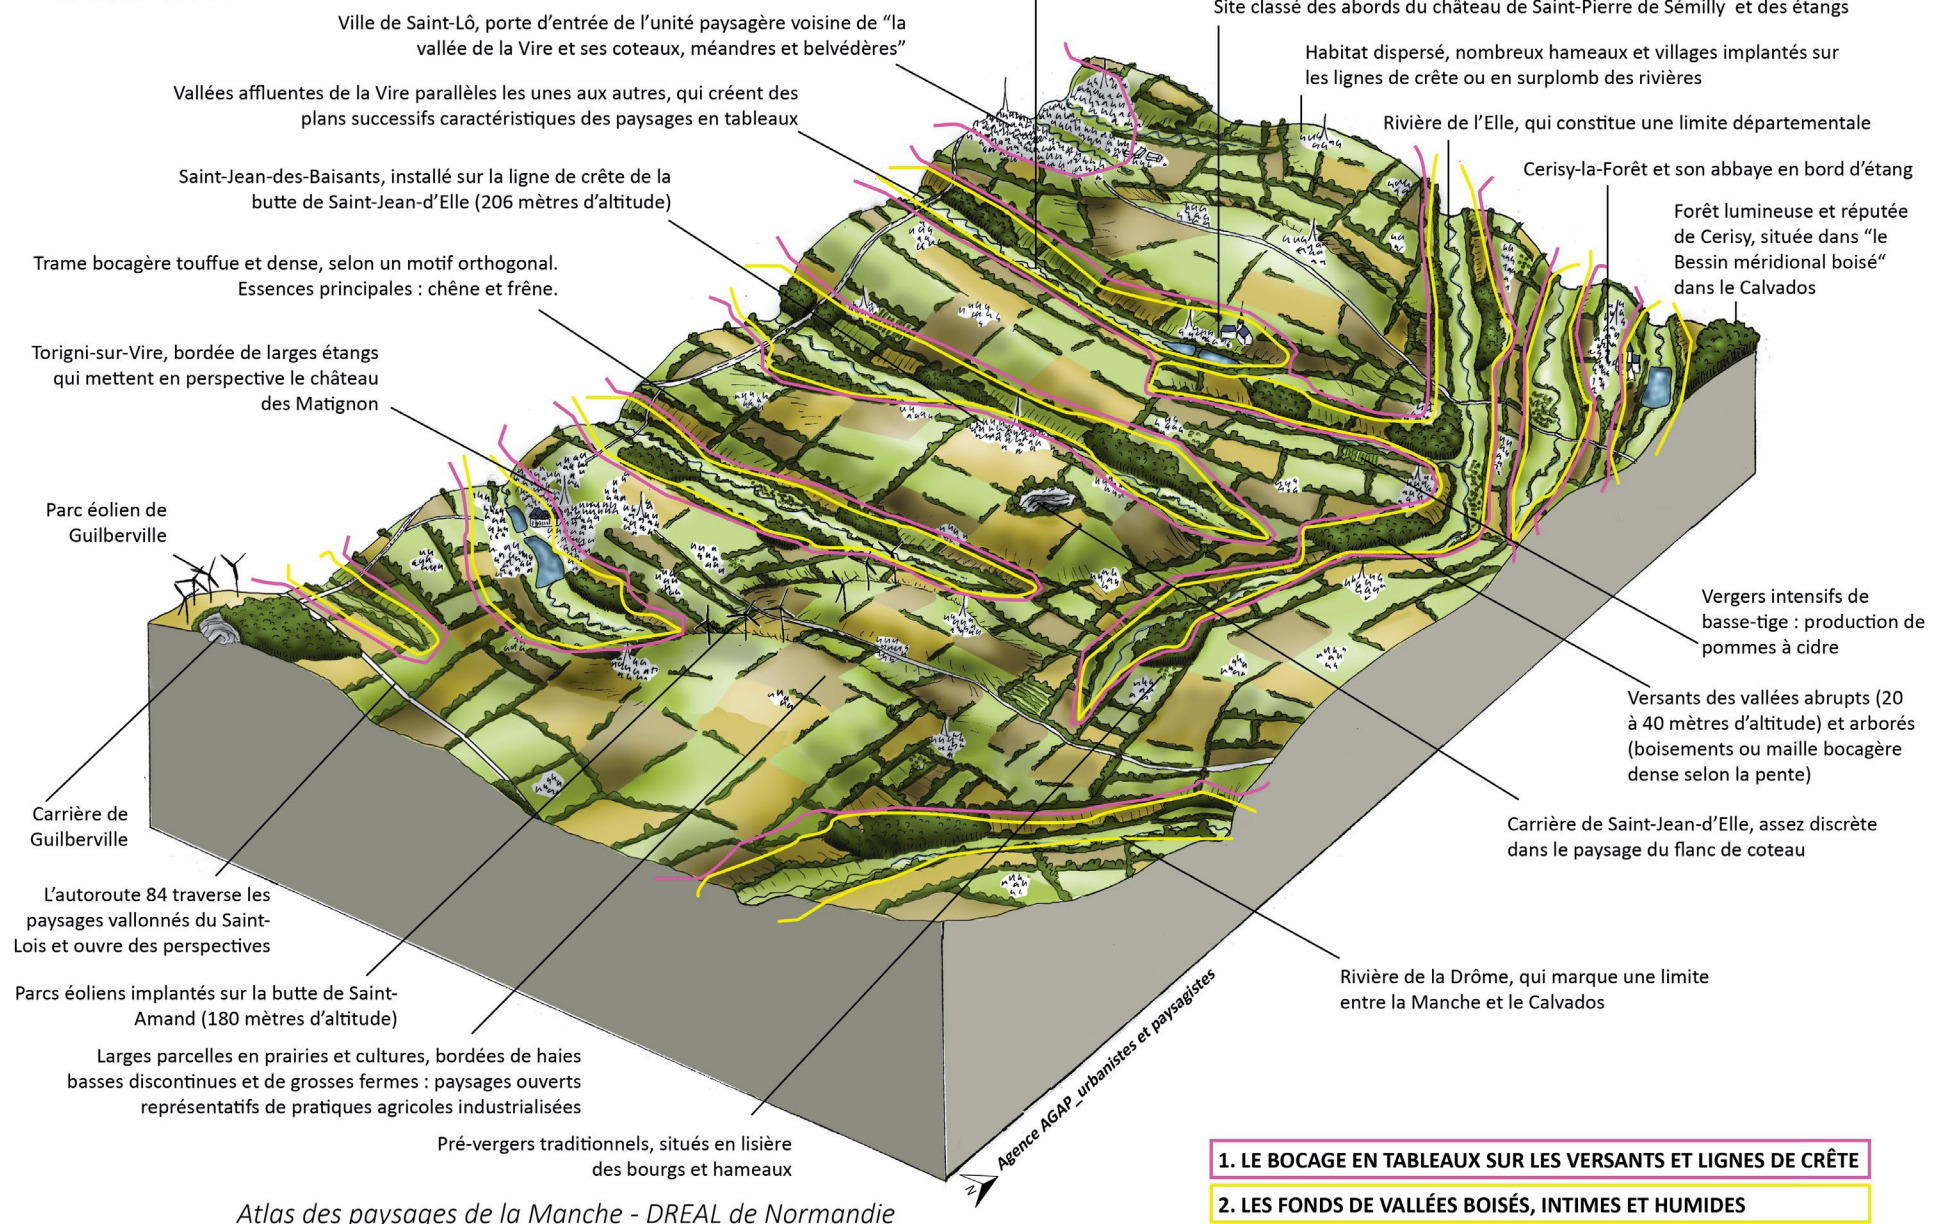 Site classé des abords du château de Saint-Pierre de Sémilly et des étangs
Ville de Saint-Lô, porte d’entrée de l’unité paysagère voisine de “la
vallée de la Vire et ses coteaux, méandres et belvédères”
Habitat dispersé, nombreux hameaux et villages implantés sur
les lignes de crête ou en surplomb des rivières
Vallées affluentes de la Vire parallèles les unes aux autres, qui créent des
plans successifs caractéristiques des paysages en tableaux
Rivière de l’Elle, qui constitue une limite départementale
Cerisy-la-Forêt et son abbaye en bord d’étang
Saint-Jean-des-Baisants, installé sur la ligne de crête de la
butte de Saint-Jean-d’Elle (206 mètres d’altitude)
Forêt lumineuse et réputée
de Cerisy, située dans “le
Bessin méridional boisé“
dans le Calvados
Trame bocagère touffue et dense, selon un motif orthogonal.
Essences principales : chêne et frêne.
Torigni-sur-Vire, bordée de larges étangs
qui mettent en perspective le château
des Matignon
Parc éolien de
Guilberville
Vergers intensifs de
basse-tige : production de
pommes à cidre
Versants des vallées abrupts (20
à 40 mètres d’altitude) et arborés
(boisements ou maille bocagère
dense selon la pente)
Carrière de
Guilberville
Carrière de Saint-Jean-d’Elle, assez discrète
dans le paysage du flanc de coteau
L’autoroute 84 traverse les
paysages vallonnés du Saint-
Lois et ouvre des perspectives
Rivière de la Drôme, qui marque une limite
entre la Manche et le Calvados
Parcs éoliens implantés sur la butte de Saint-
Amand (180 mètres d’altitude)
Larges parcelles en prairies et cultures, bordées de haies
basses discontinues et de grosses fermes : paysages ouverts
représentatifs de pratiques agricoles industrialisées
Pré-vergers traditionnels, situés en lisière
des bourgs et hameaux
Agence AGAP_urbanistes et paysagistes
N
1. LE BOCAGE EN TABLEAUX SUR LES VERSANTS ET LIGNES DE CRÊTE
2. LES FONDS DE VALLÉES BOISÉS, INTIMES ET HUMIDES
Atlas des paysages de la Manche - DREAL de Normandie